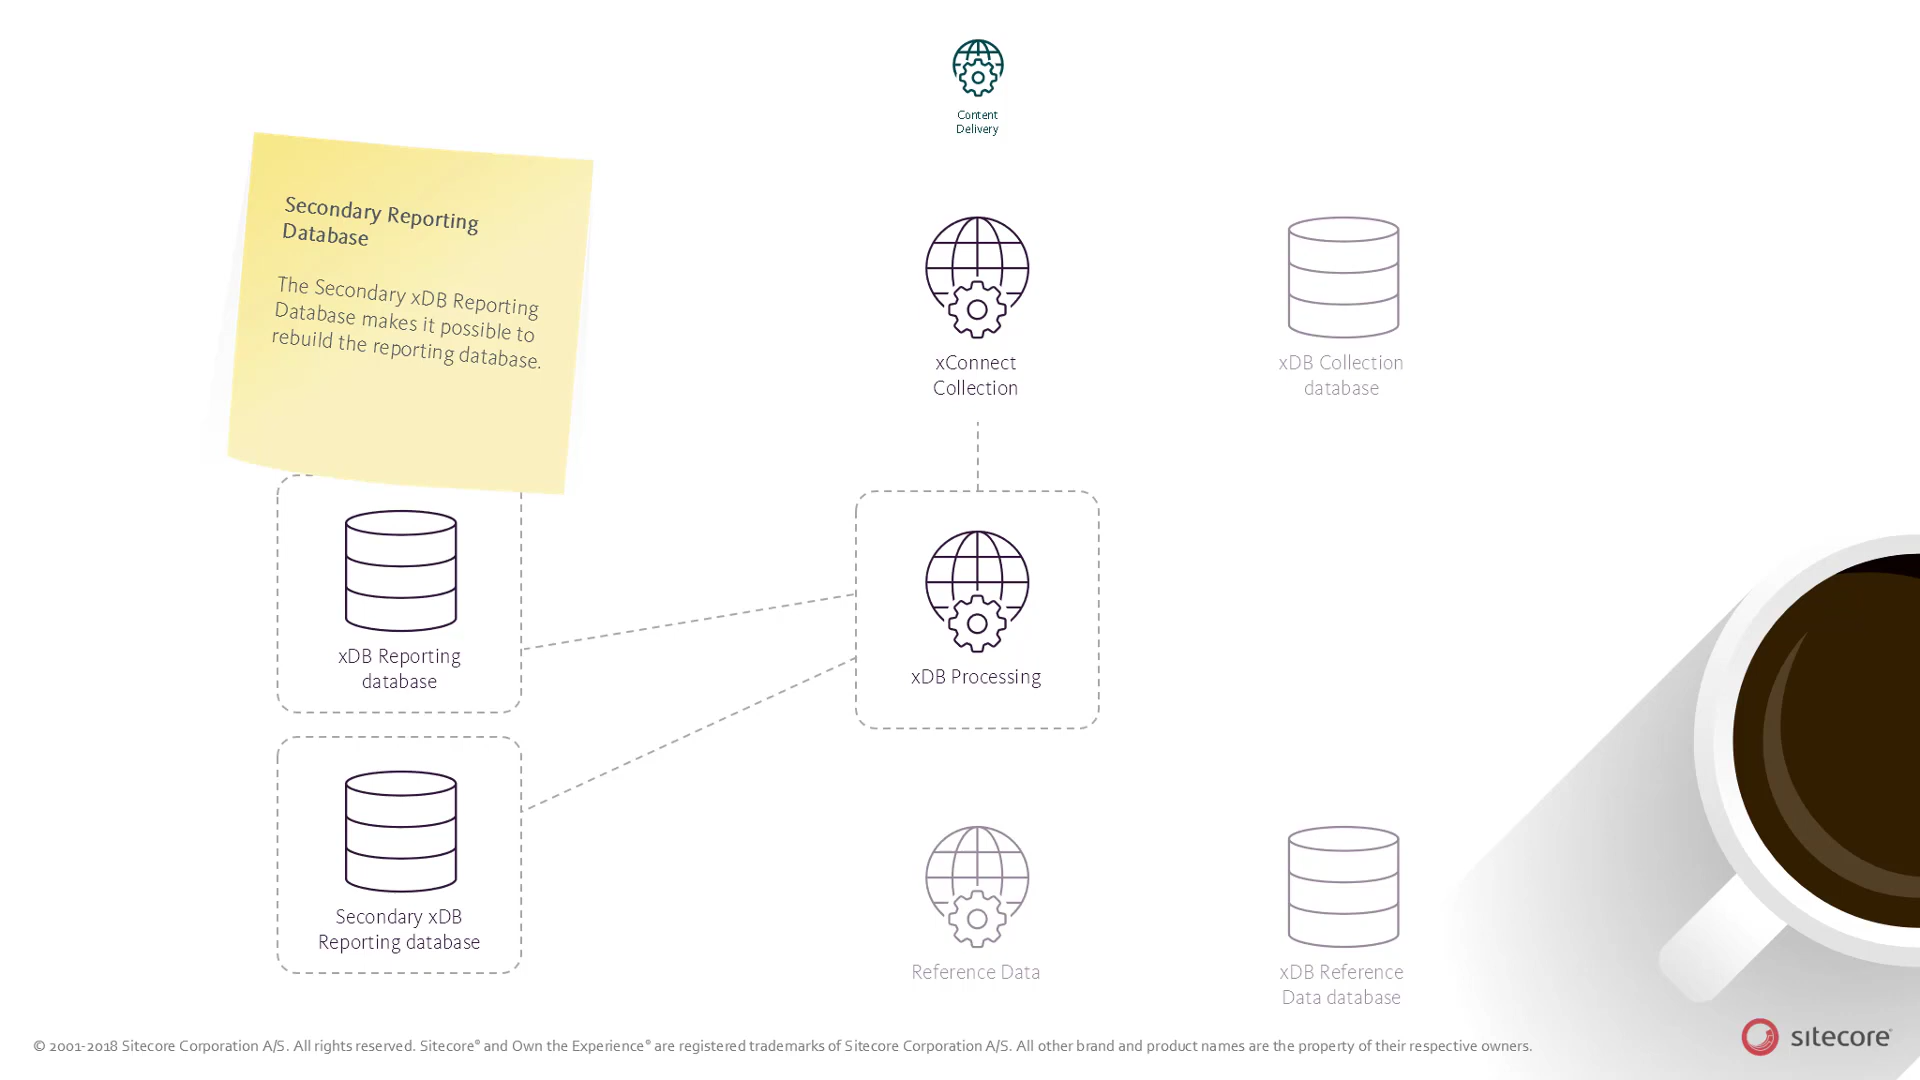 Content
Delivery
Secondary Reporting
Database
The Secondary xDB Reporting
Database makes it possible to
rebuild the reporting database.
xConnect
Collection
xDB Collection
database
xDB Reporting
database
xDB Processing
Secondary xDB
Reporting database
Reference Data
xDB Reference
Data database
© 2001-2018 Sitecore Corporation A/S. All rights reserved. Sitecore® and Own the Experience® are registered trademarks of Sitecore Corporation A/S. All other brand and product names are the property of their respective owners.
sitecore®